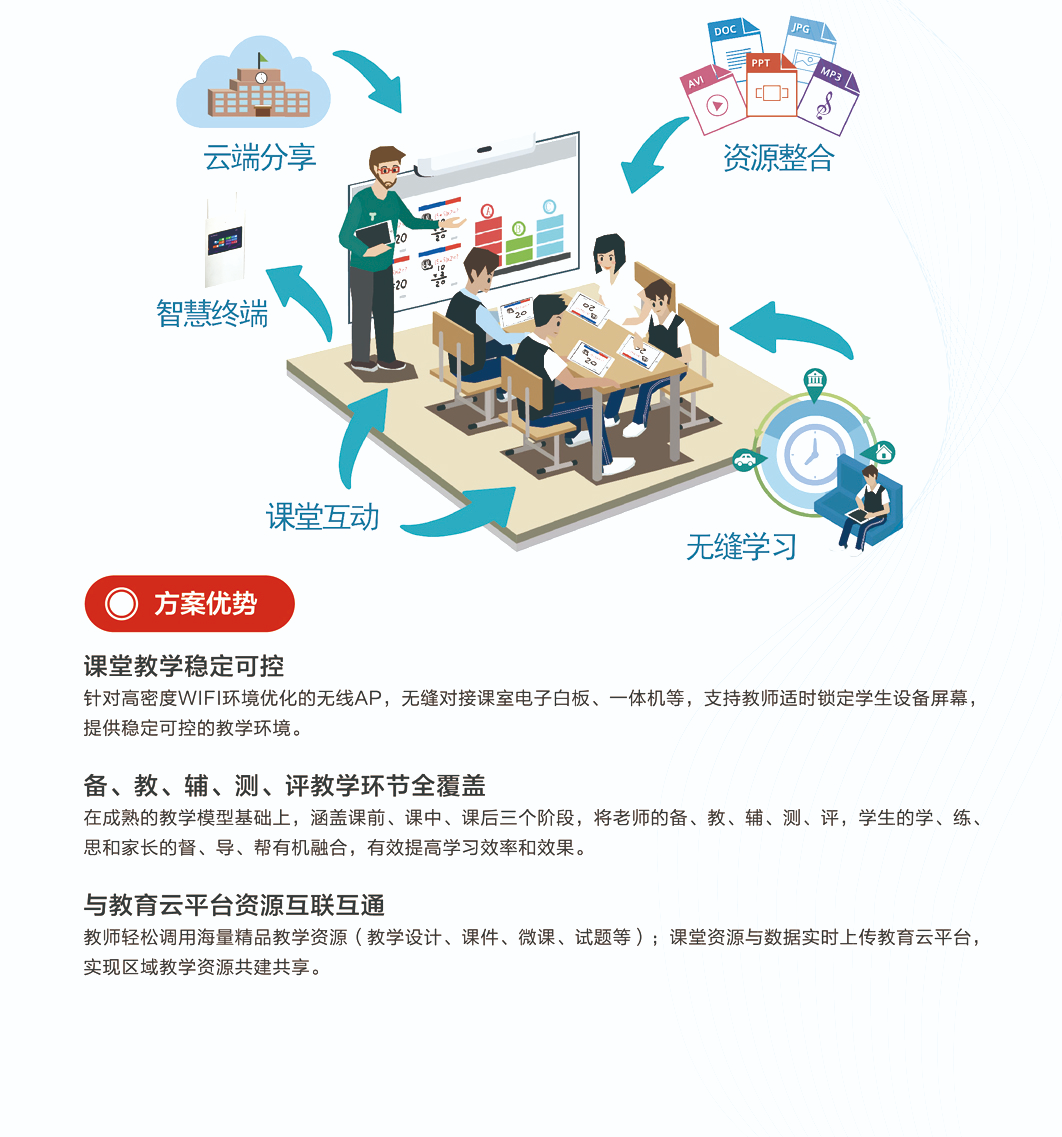 DOC
JPG
PPT
AVI
MP3
云端分享
资源整合
智慧终端
课堂互动
无缝学习
方案优势
课堂教学稳定可控
针对高密度WIFI环境优化的无线AP，无缝对接课室电子白板、一体机等，支持教师适时锁定学生设备屏幕，
提供稳定可控的教学环境。
备、教、辅、测、评教学环节全覆盖
在成熟的教学模型基础上，涵盖课前、课中、课后三个阶段，将老师的备、教、辅、测、评，学生的学、练、
思和家长的督、导、帮有机融合，有效提高学习效率和效果。
与教育云平台资源互联互通
教师轻松调用海量精品教学资源（教学设计、课件、微课、试题等）；课堂资源与数据实时上传教育云平台，
实现区域教学资源共建共享。